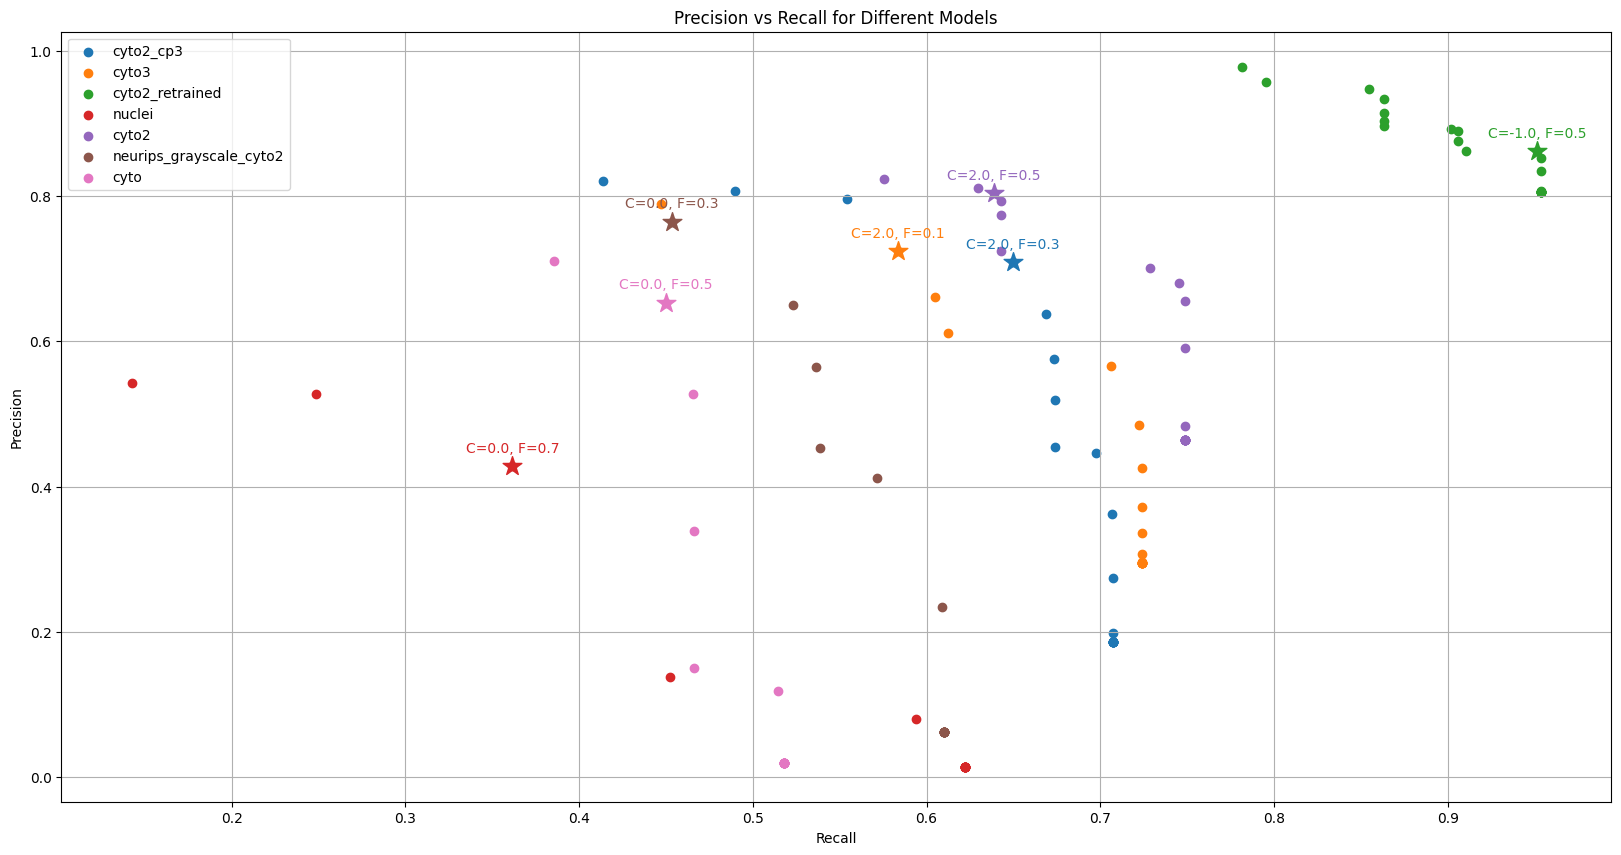 Precision vs Recall for Different Models
1.0
0.8
0.6
0.4
0.2
0.0
Precision
cyto2_cp3
cyto3
cyto2_retrained
nuclei
cyto2
neurips_grayscale_cyto2
cyto
C=-1.0, F=0.5
C=2.0, F=0.5
C=0.0, F=0.3
C=2.0, F=0.1
C=2.0, F=0.3
C=0.0, F=0.5
C=0.0, F=0.7
0.2
0.3
0.4
0.5
0.6
0.7
0.8
0.9
Recall